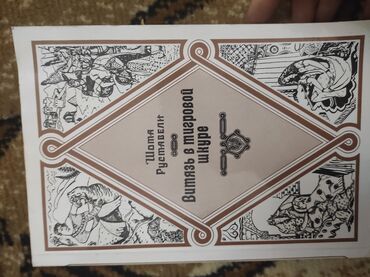 Шота
Руставели
Витязь в тигровой
шкуре